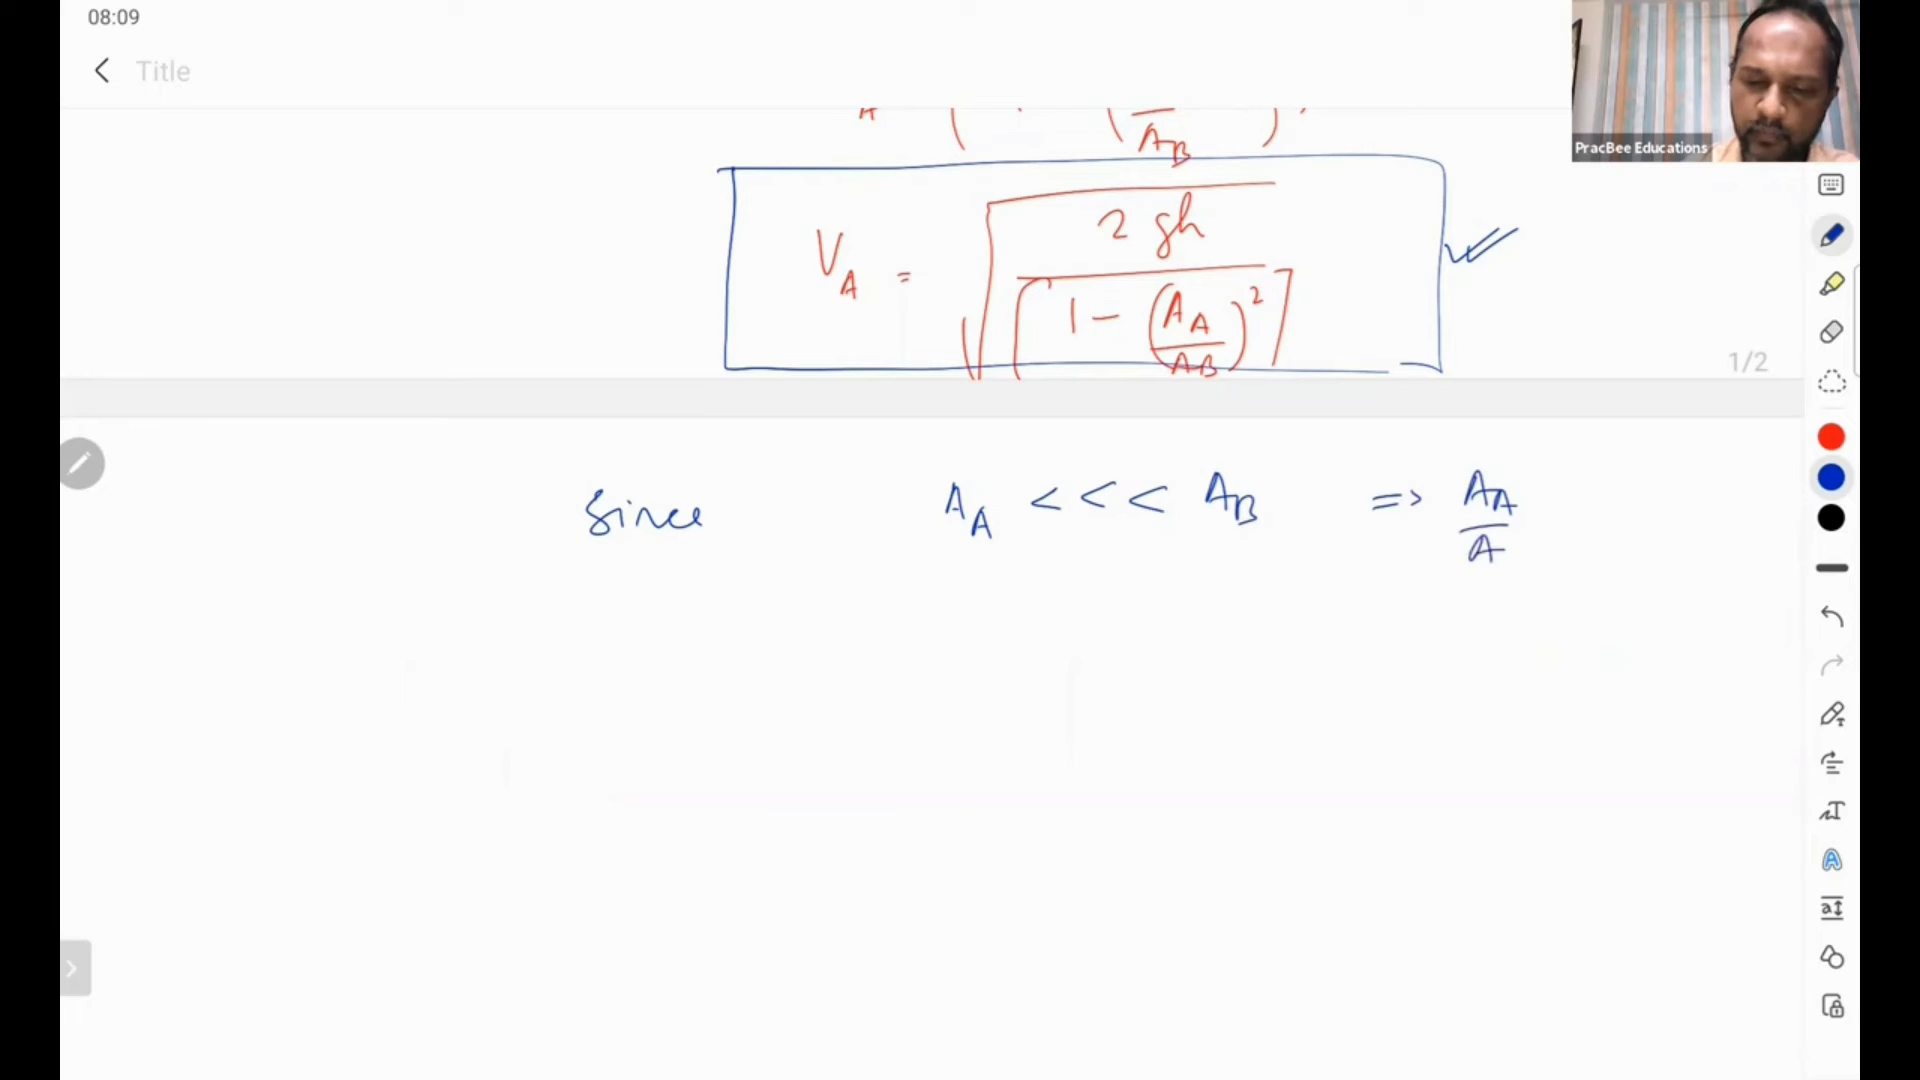 08:09
Title
A ( ( — A_B )
V_A = √(2gh / [1 - (A_A / A_B)²])
PracBee Educations
1/2
Since A_A < < < A_B => A_A / A